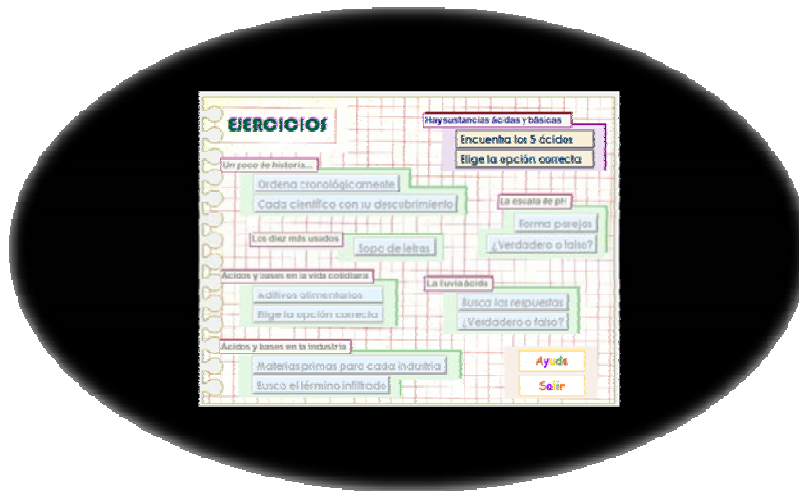 EJERCICIOS
Hay sustancias ácidas y básicas
Encuentra los 5 ácidos
Elige la opción correcta
Un poco de historia...
Ordena cronológicamente
Cada científico con su descubrimiento
La escala de pH
Forma parejas
¿Verdadero o falso?
Los diez más usados
Sopa de letras
Ácidos y bases en la vida cotidiana
Aditivos alimentarios
Elige la opción correcta
La lluvia ácida
Busca las respuestas
¿Verdadero o falso?
Ácidos y bases en la industria
Materias primas para cada industria
Busca el término infiltrado
Ayuda
Salir